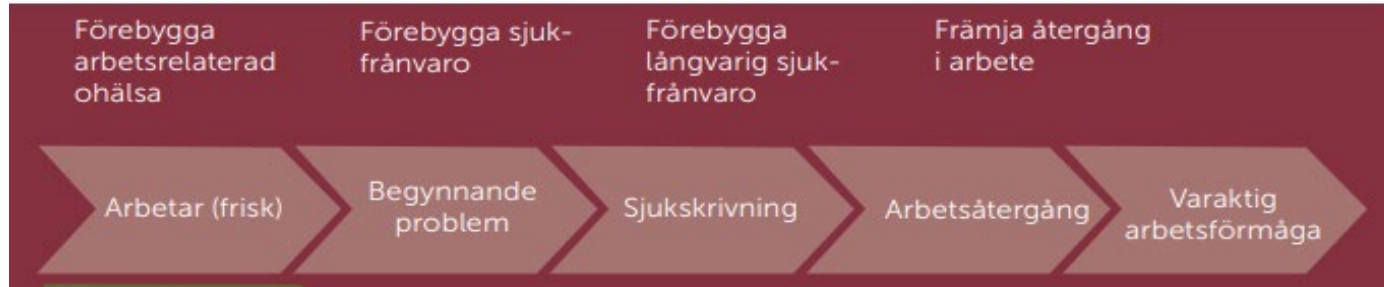 Förebygga
arbetsrelaterad
ohälsa
Förebygga sjuk-
frånvaro
Förebygga
långvarig sjuk-
frånvaro
Främja återgång
i arbete
Arbetar (frisk)
Begynnande
problem
Sjukskrivning
Arbetsåtergång
Varaktig
arbetsförmåga